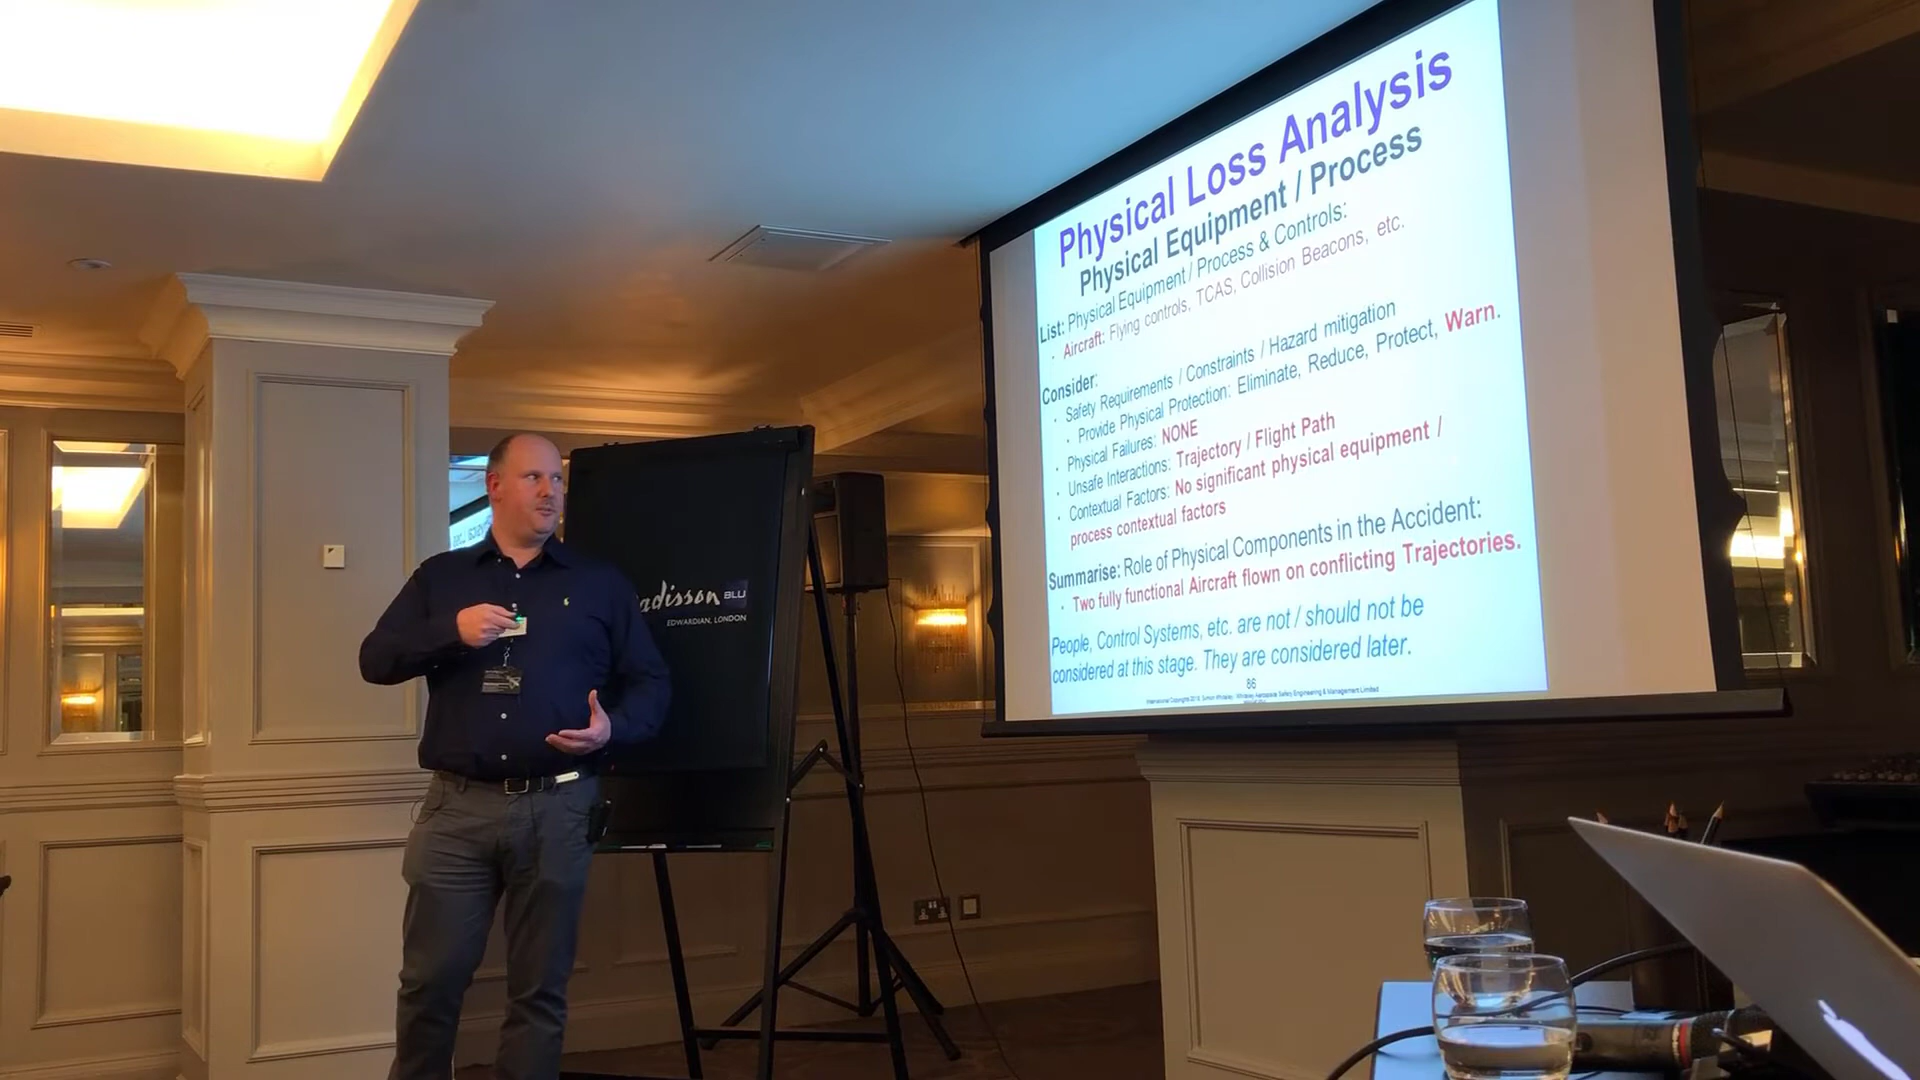 Physical Loss Analysis
Physical Equipment / Process
List: Physical Equipment / Process & Controls:
· Aircraft: Flying controls, TCAS, Collision Beacons, etc.
Consider:
· Safety Requirements / Constraints / Hazard mitigation
· Provide Physical Protection: Eliminate, Reduce, Protect, Warn.
· Physical Failures: NONE
· Unsafe Interactions: Trajectory / Flight Path
· Contextual Factors: No significant physical equipment /
process contextual factors
Summarise: Role of Physical Components in the Accident:
· Two fully functional Aircraft flown on conflicting Trajectories.
People, Control Systems, etc. are not / should not be
considered at this stage. They are considered later.
86
adisson BLU
EDWARDIAN, LONDON